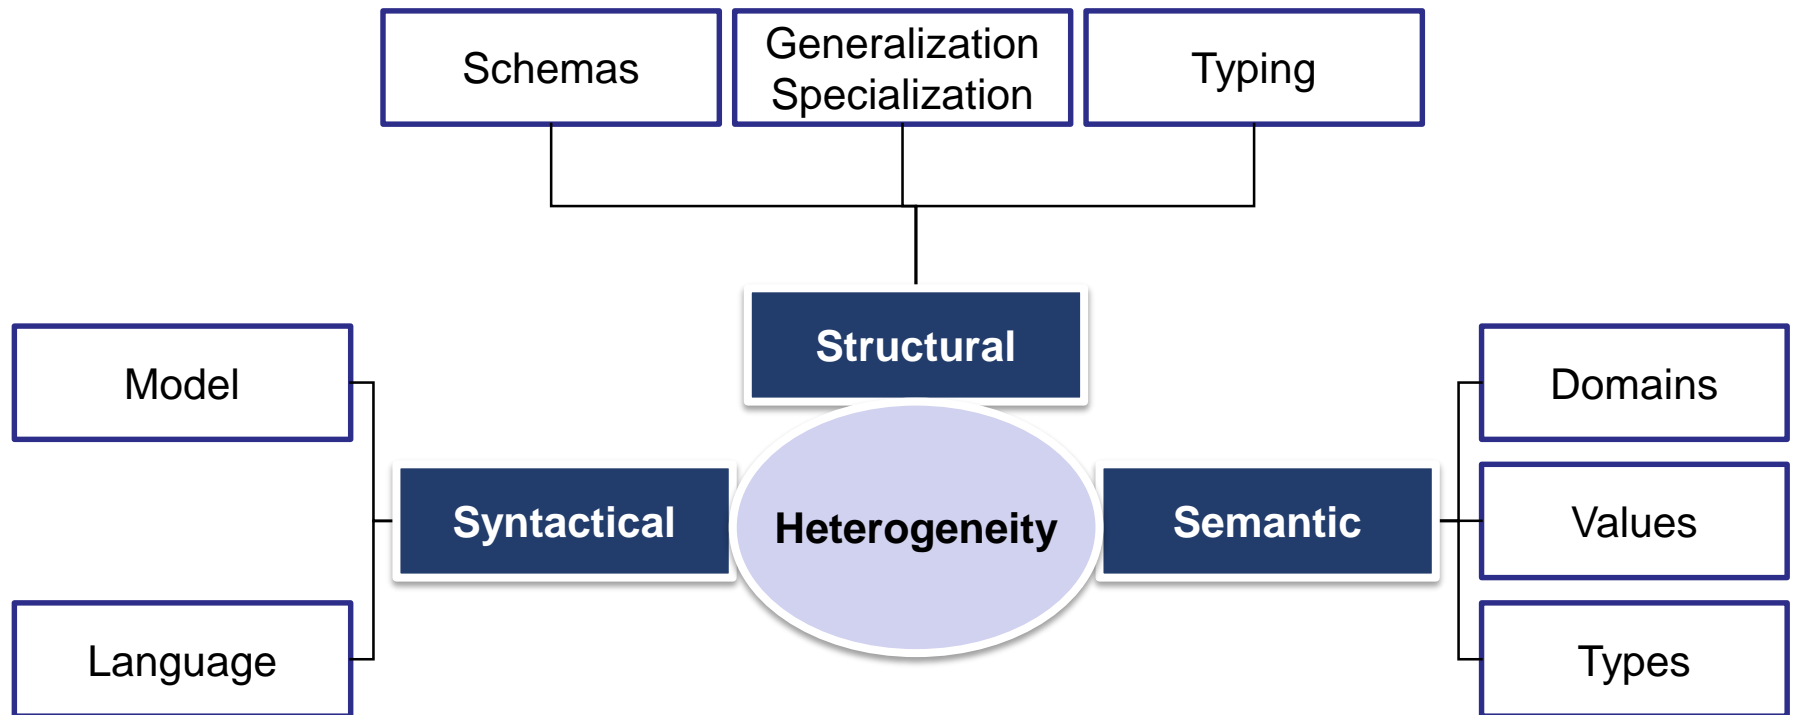 Schemas
Generalization
Specialization
Typing
Structural
Model
Domains
Syntactical
Heterogeneity
Semantic
Values
Language
Types